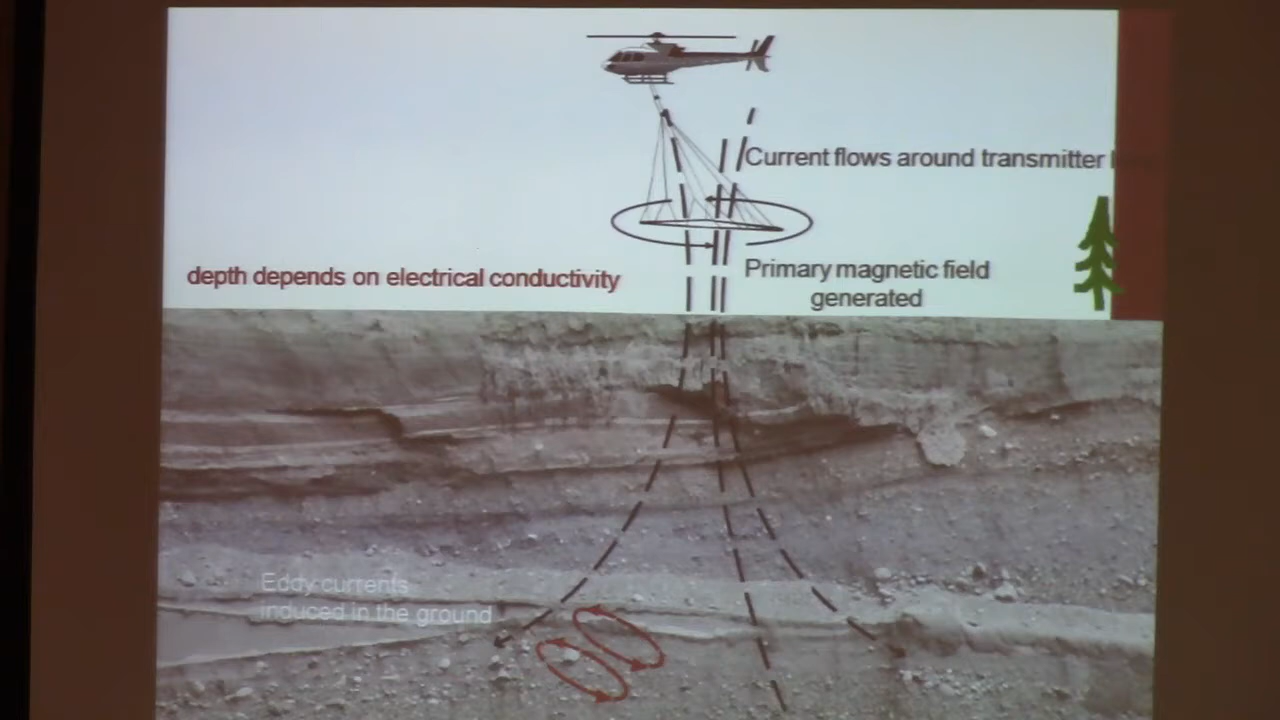 Current flows around transmitter
depth depends on electrical conductivity
Primary magnetic field
generated
Eddy currents
induced in the ground